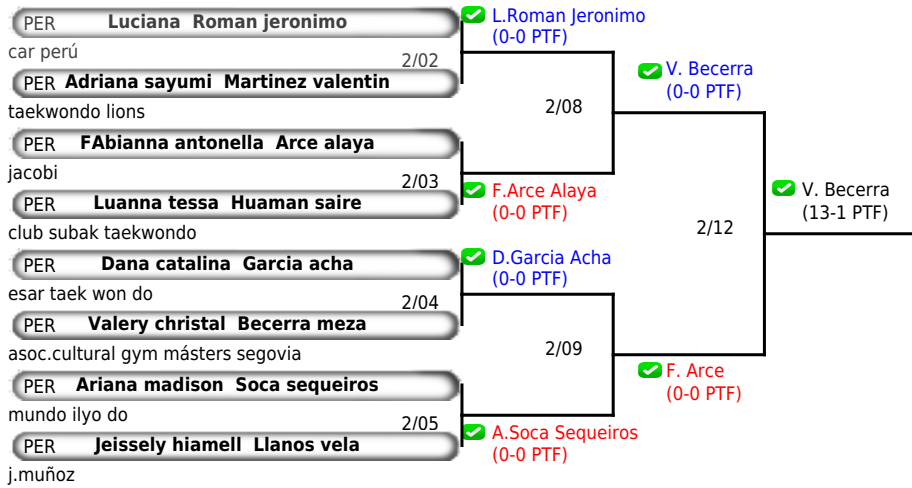 PER Luciana Roman jeronimo
car perú
2/02
PER Adriana sayumi Martinez valentin
taekwondo lions
PER FAbianna antonella Arce alaya
jacobi
2/03
PER Luanna tessa Huaman saire
club subak taekwondo
PER Dana catalina Garcia acha
esar taek won do
2/04
PER Valery christal Becerra meza
asoc.cultural gym másters segovia
PER Ariana madison Soca sequeiros
mundo ilyo do
2/05
PER Jeissely hiamell Llanos vela
j.muñoz
L.Roman Jeronimo
(0-0 PTF)
2/08
F.Arce Alaya
(0-0 PTF)
D.Garcia Acha
(0-0 PTF)
2/09
A.Soca Sequeiros
(0-0 PTF)
V. Becerra
(0-0 PTF)
2/12
F. Arce
(0-0 PTF)
V. Becerra
(13-1 PTF)